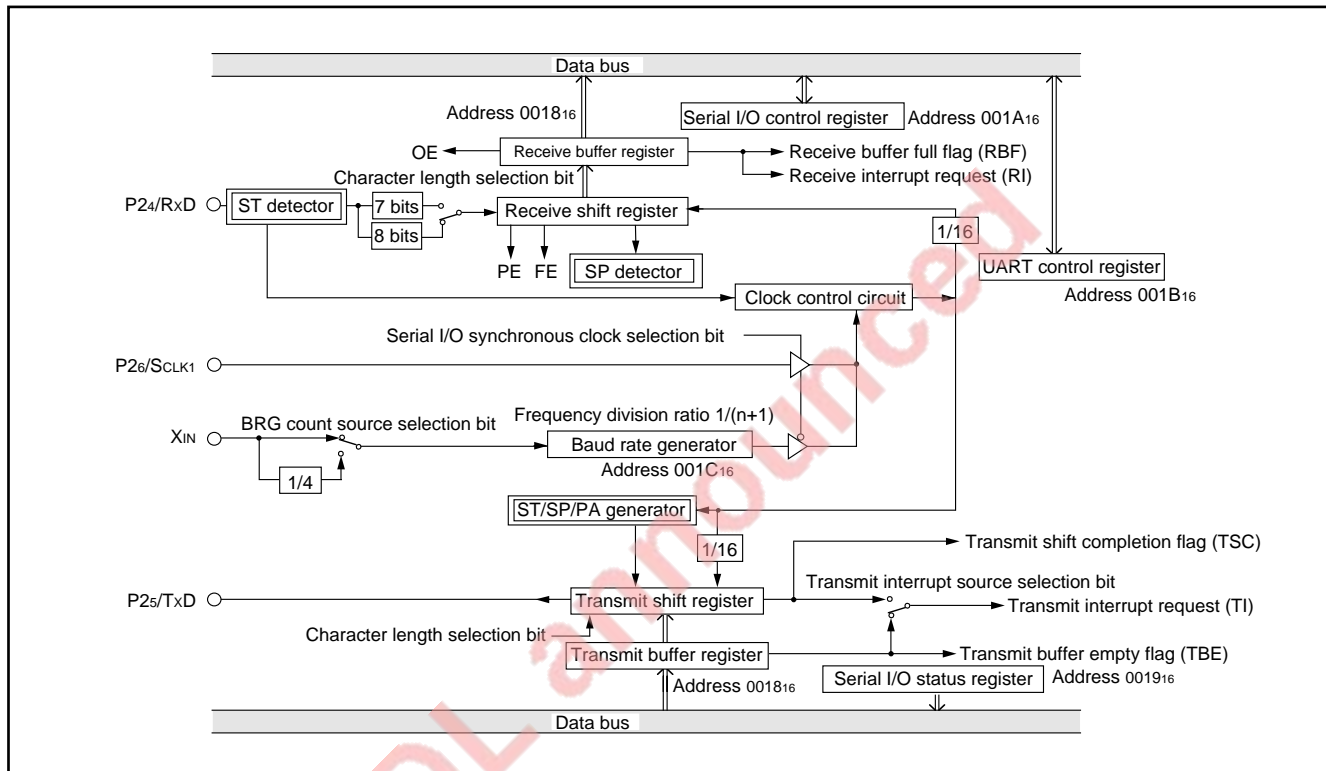 Data bus
Address 001816
Serial I/O control register
Address 001A16
OE
Receive buffer register
Receive buffer full flag (RBF)
Receive interrupt request (RI)
Character length selection bit
P24/RXD
ST detector
7 bits
8 bits
Receive shift register
1/16
PE
FE
SP detector
UART control register
Address 001B16
Clock control circuit
Serial I/O synchronous clock selection bit
P26/SCLK1
XIN
BRG count source selection bit
Frequency division ratio 1/(n+1)
Baud rate generator
Address 001C16
1/4
ST/SP/PA generator
1/16
Transmit shift completion flag (TSC)
P25/TXD
Transmit shift register
Transmit interrupt source selection bit
Transmit interrupt request (TI)
Character length selection bit
Transmit buffer register
Transmit buffer empty flag (TBE)
Address 001816
Serial I/O status register
Address 001916
Data bus
OL announced